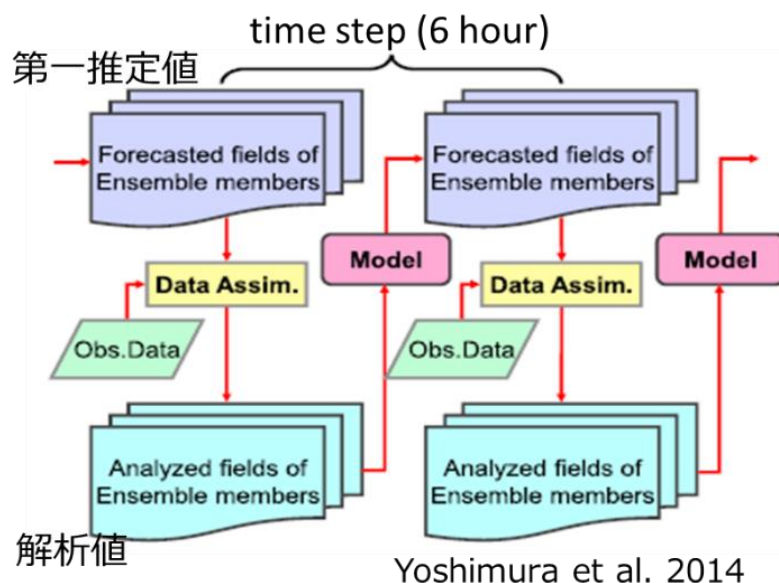 time step (6 hour)
第一推定値
Forecasted fields of
Ensemble members
Forecasted fields of
Ensemble members
Model
Model
Data Assim.
Data Assim.
Obs.Data
Obs.Data
Analyzed fields of
Ensemble members
Analyzed fields of
Ensemble members
解析値
Yoshimura et al. 2014